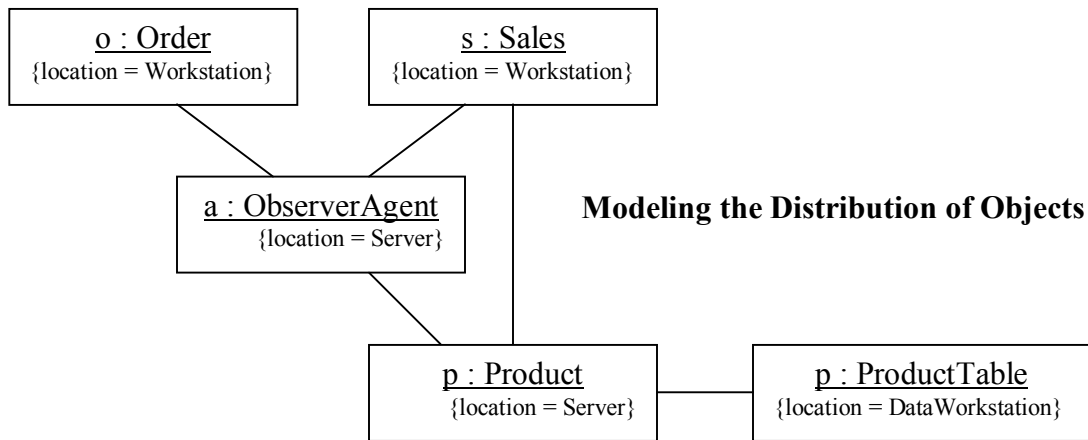 o : Order
{location = Workstation}
s : Sales
{location = Workstation}
a : ObserverAgent
{location = Server}
Modeling the Distribution of Objects
p : Product
{location = Server}
p : ProductTable
{location = DataWorkstation}